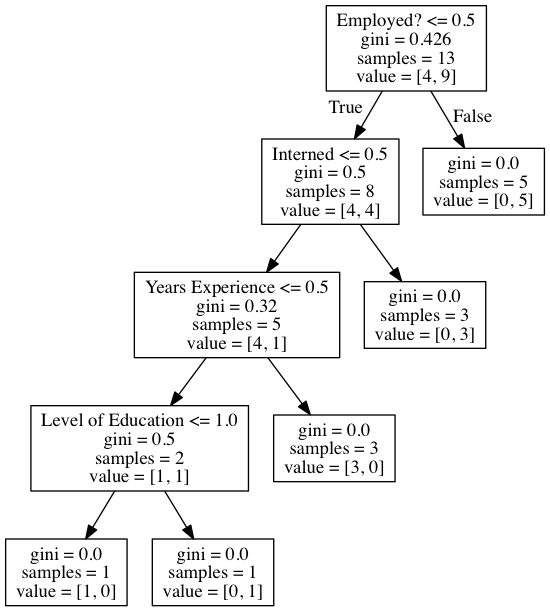 Employed? <= 0.5
gini = 0.426
samples = 13
value = [4, 9]
True
False
Interned <= 0.5
gini = 0.5
samples = 8
value = [4, 4]
gini = 0.0
samples = 5
value = [0, 5]
Years Experience <= 0.5
gini = 0.32
samples = 5
value = [4, 1]
gini = 0.0
samples = 3
value = [0, 3]
Level of Education <= 1.0
gini = 0.5
samples = 2
value = [1, 1]
gini = 0.0
samples = 3
value = [3, 0]
gini = 0.0
samples = 1
value = [1, 0]
gini = 0.0
samples = 1
value = [0, 1]